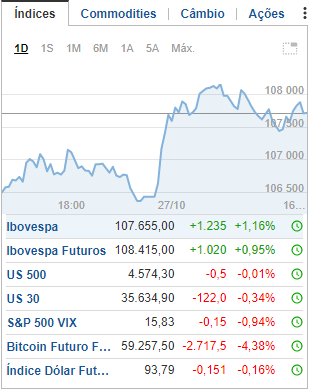 Índices Commodities Câmbio Ações
1D 1S 1M 6M 1A 5A Máx.
108 000
107 500
107 000
106 500
18:00 27/10 16...
Ibovespa 107.655,00 +1.235 +1,16%
Ibovespa Futuros 108.415,00 +1.020 +0,95%
US 500 4.574,30 -0,5 -0,01%
US 30 35.634,90 -122,0 -0,34%
S&P 500 VIX 15,83 -0,15 -0,94%
Bitcoin Futuro F... 59.257,50 -2.717,5 -4,38%
Índice Dólar Fut... 93,79 -0,151 -0,16%